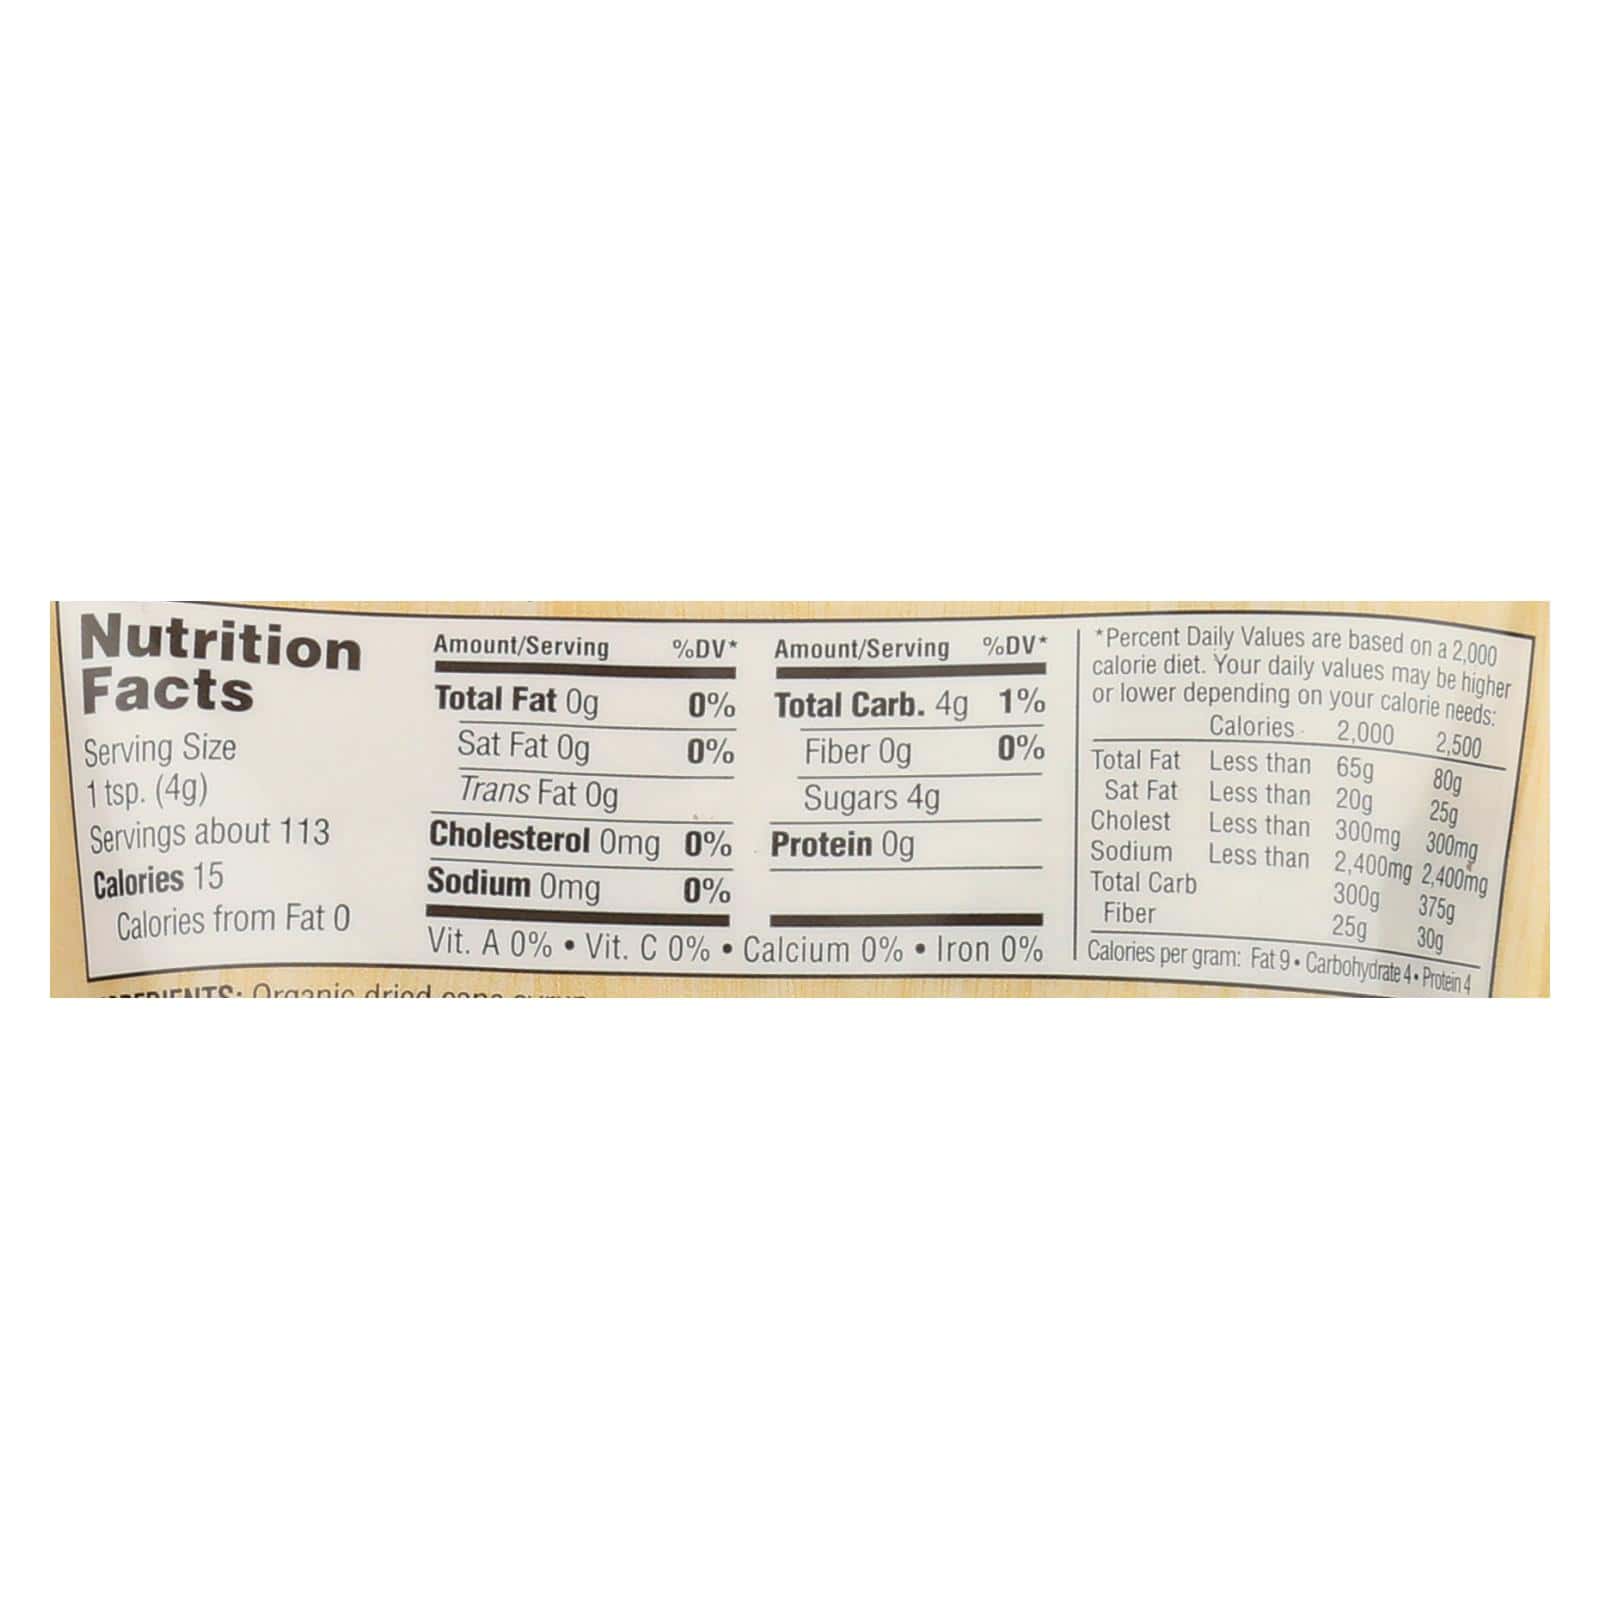 Nutrition
Facts
Serving Size
1 tsp. (4g)
Servings about 113
Calories 15
Calories from Fat 0
Amount/Serving %DV*
Total Fat 0g 0%
Sat Fat 0g 0%
Trans Fat 0g
Cholesterol 0mg 0%
Sodium 0mg 0%
Amount/Serving %DV*
Total Carb. 4g 1%
Fiber 0g 0%
Sugars 4g
Protein 0g
Vit. A 0% • Vit. C 0% • Calcium 0% • Iron 0%
*Percent Daily Values are based on a 2,000
calorie diet. Your daily values may be higher
or lower depending on your calorie needs:
Calories 2,000 2,500
Total Fat Less than 65g 80g
Sat Fat Less than 20g 25g
Cholest Less than 300mg 300mg
Sodium Less than 2,400mg 2,400mg
Total Carb 300g 375g
Fiber 25g 30g
Calories per gram: Fat 9 • Carbohydrate 4 • Protein 4
INGREDIENTS: Organic dried cane syrup